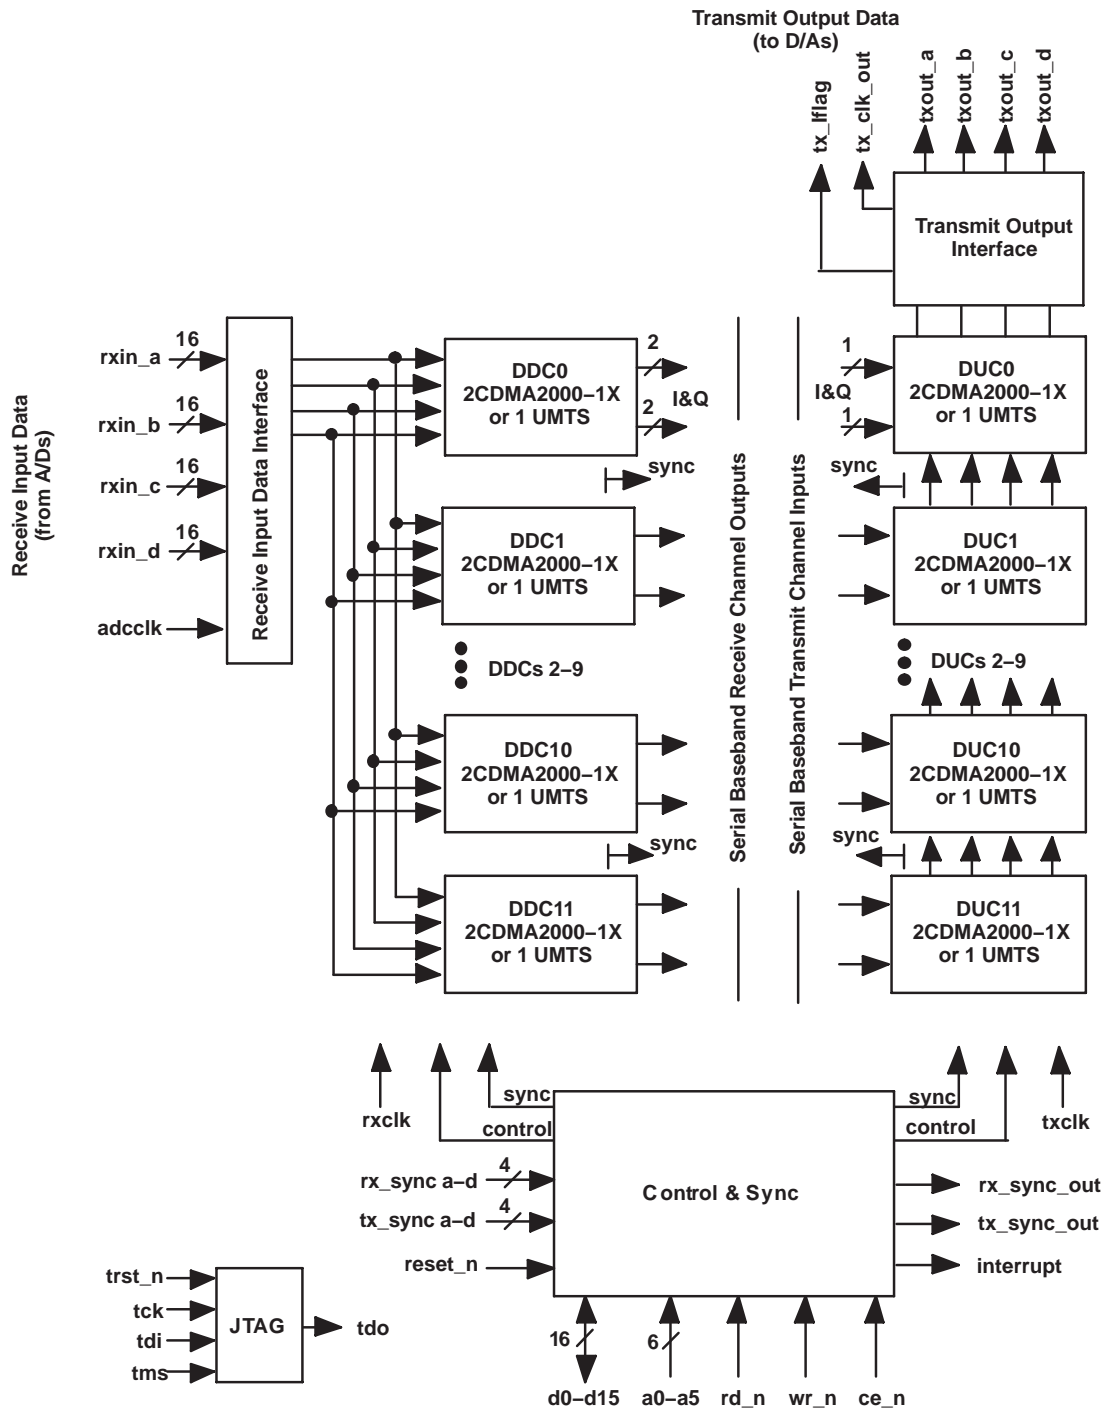 Transmit Output Data
(to D/As)
tx_Iflag
tx_clk_out
txout_a
txout_b
txout_c
txout_d
Transmit Output
Interface
Receive Input Data
(from A/Ds)
rxin_a
16
rxin_b
16
rxin_c
16
rxin_d
16
adcclk
Receive Input Data Interface
DDC0
2CDMA2000–1X
or 1 UMTS
2
I&Q
2
sync
DDC1
2CDMA2000–1X
or 1 UMTS
DDCs 2–9
DDC10
2CDMA2000–1X
or 1 UMTS
sync
DDC11
2CDMA2000–1X
or 1 UMTS
Serial Baseband Receive Channel Outputs
Serial Baseband Transmit Channel Inputs
1
I&Q
1
DUC0
2CDMA2000–1X
or 1 UMTS
sync
DUC1
2CDMA2000–1X
or 1 UMTS
DUCs 2–9
DUC10
2CDMA2000–1X
or 1 UMTS
sync
DUC11
2CDMA2000–1X
or 1 UMTS
rxclk
sync
control
sync
control
txclk
rx_sync a–d
4
tx_sync a–d
4
reset_n
Control & Sync
rx_sync_out
tx_sync_out
interrupt
16
6
d0–d15
a0–a5
rd_n
wr_n
ce_n
trst_n
tck
tdi
tms
JTAG
tdo